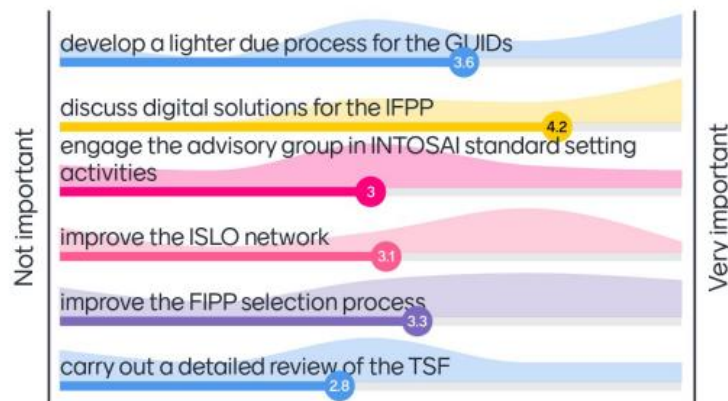 develop a lighter due process for the GUIDs
3.6
discuss digital solutions for the IFPP
4.2
engage the advisory group in INTOSAI standard setting
activities
3
improve the ISLO network
3.1
improve the FIPP selection process
3.3
carry out a detailed review of the TSF
2.8
Not important
Very important